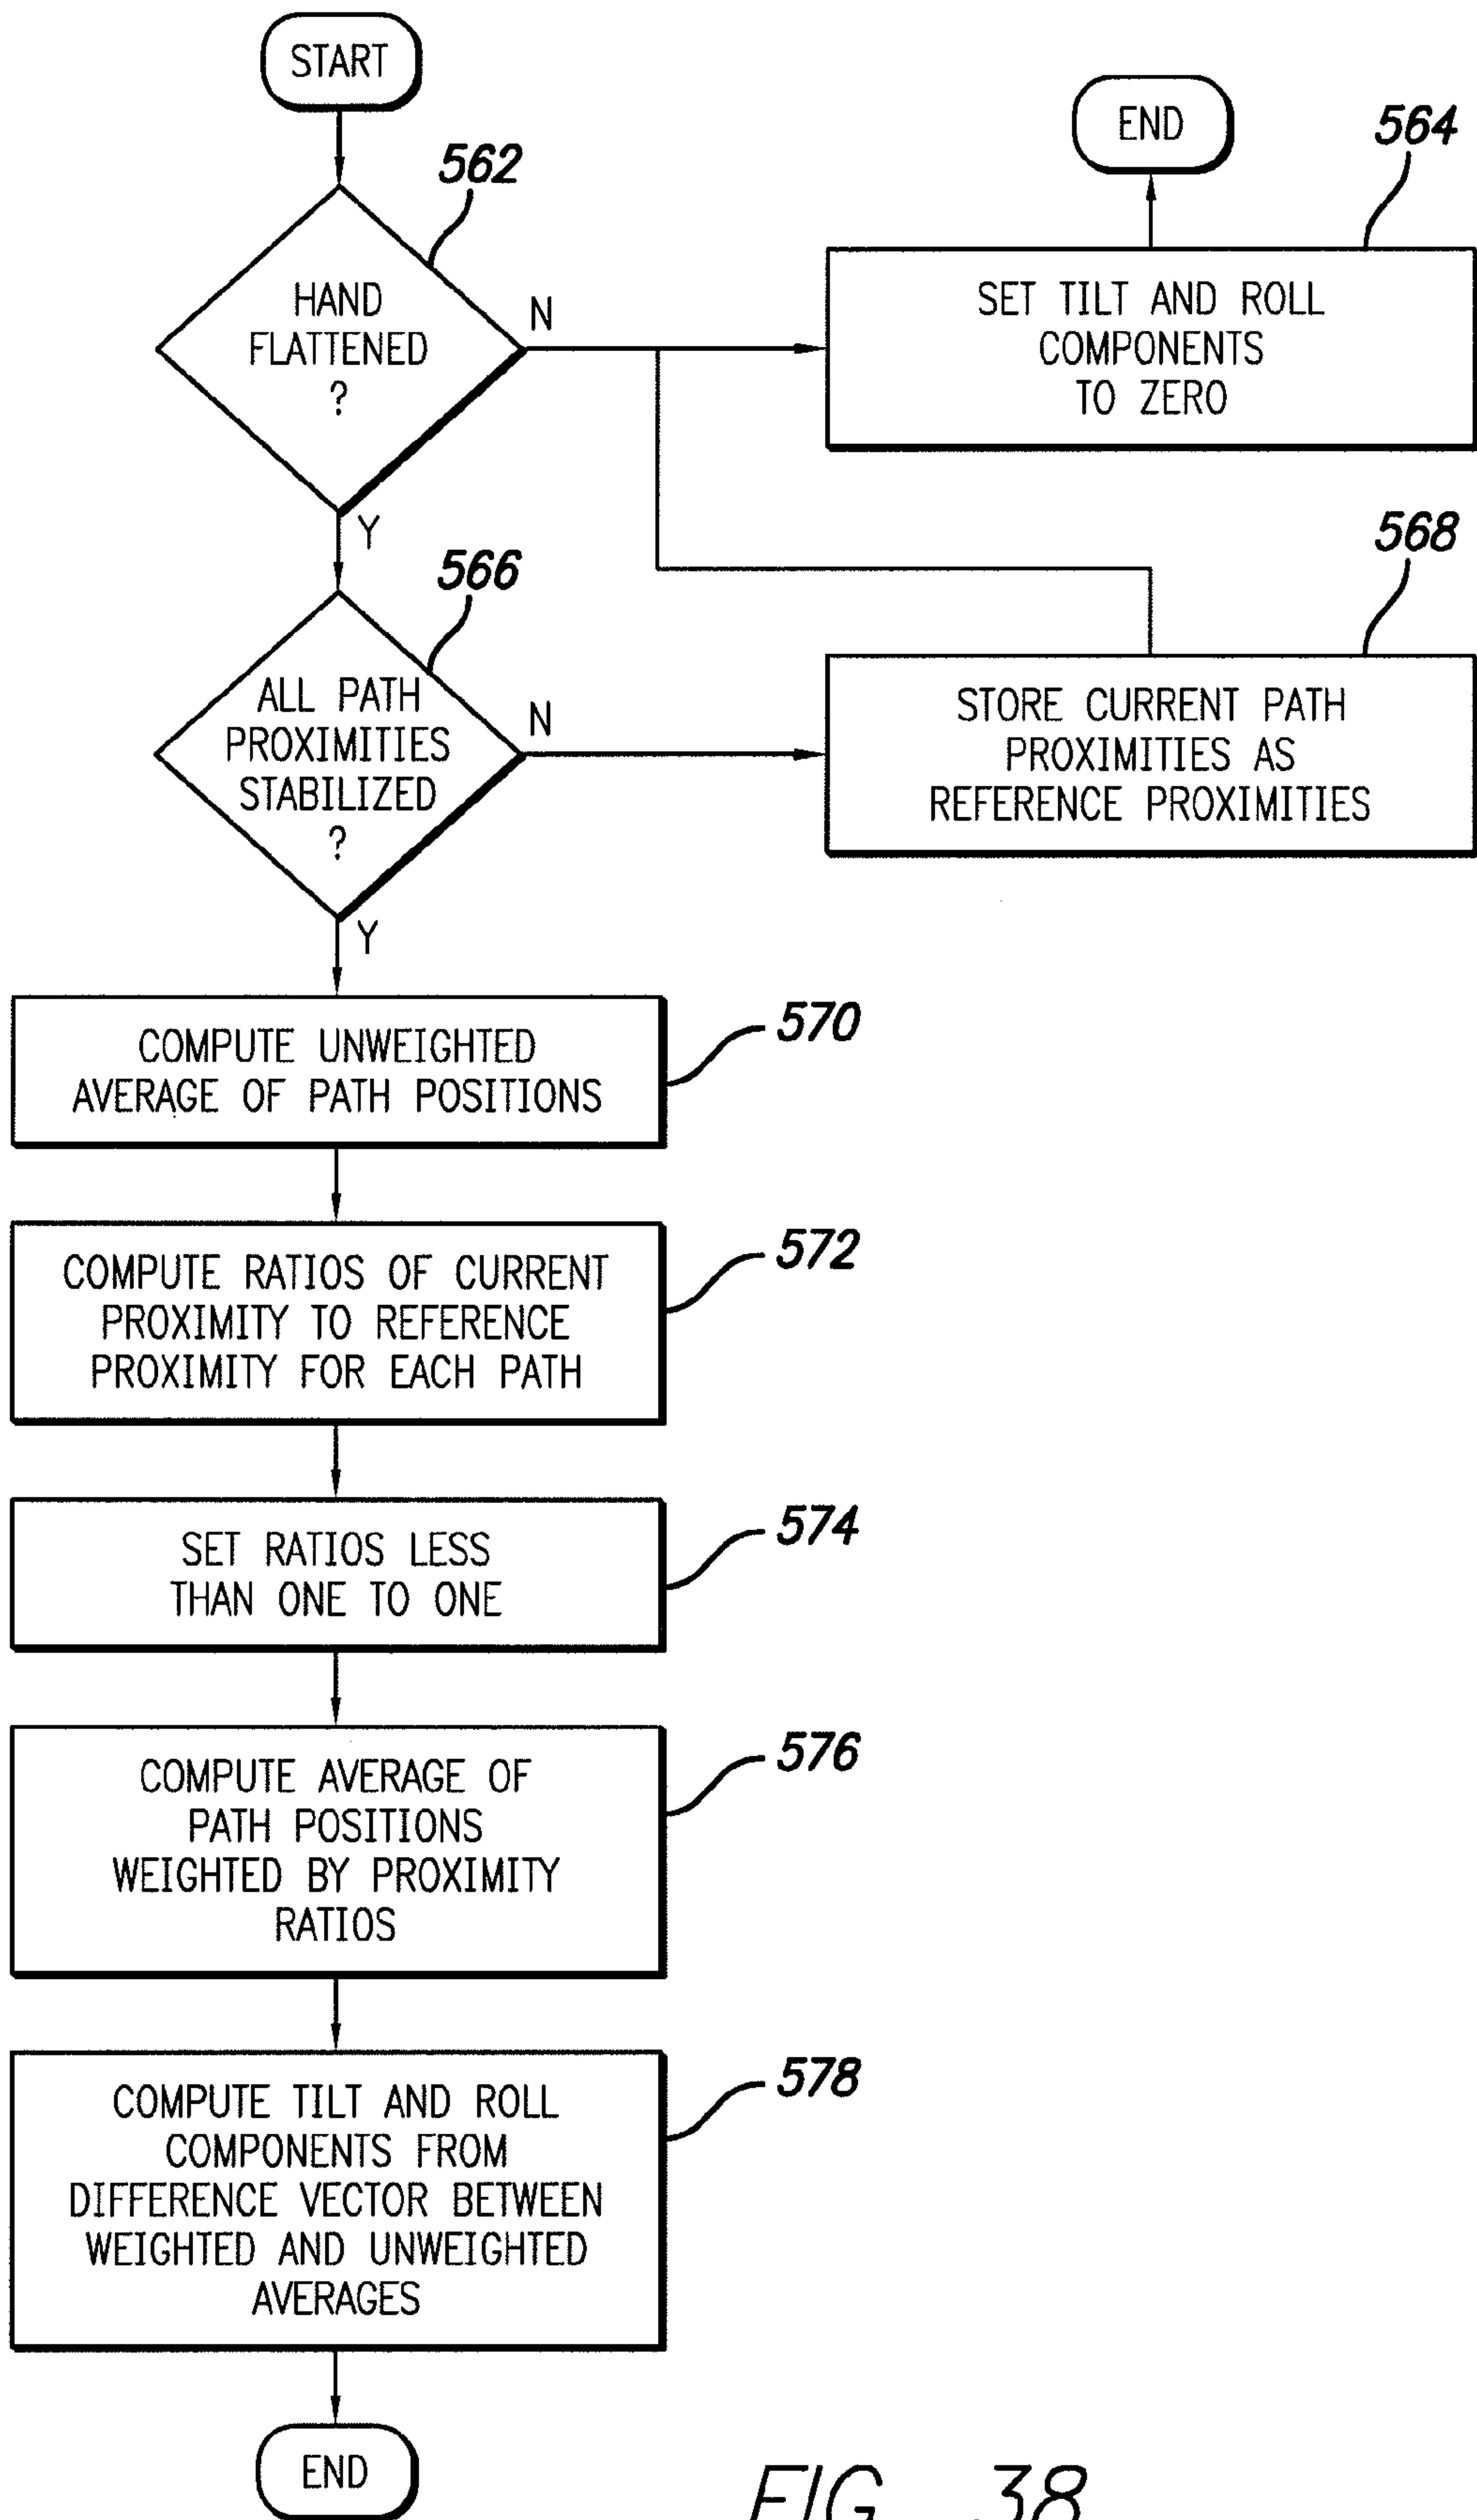 START
END
564
562
HAND
FLATTENED
?
N
SET TILT AND ROLL
COMPONENTS
TO ZERO
Y
568
566
ALL PATH
PROXIMITIES
STABILIZED
?
N
STORE CURRENT PATH
PROXIMITIES AS
REFERENCE PROXIMITIES
Y
570
COMPUTE UNWEIGHTED
AVERAGE OF PATH POSITIONS
572
COMPUTE RATIOS OF CURRENT
PROXIMITY TO REFERENCE
PROXIMITY FOR EACH PATH
574
SET RATIOS LESS
THAN ONE TO ONE
576
COMPUTE AVERAGE OF
PATH POSITIONS
WEIGHTED BY PROXIMITY
RATIOS
578
COMPUTE TILT AND ROLL
COMPONENTS FROM
DIFFERENCE VECTOR BETWEEN
WEIGHTED AND UNWEIGHTED
AVERAGES
END
FIG. 38